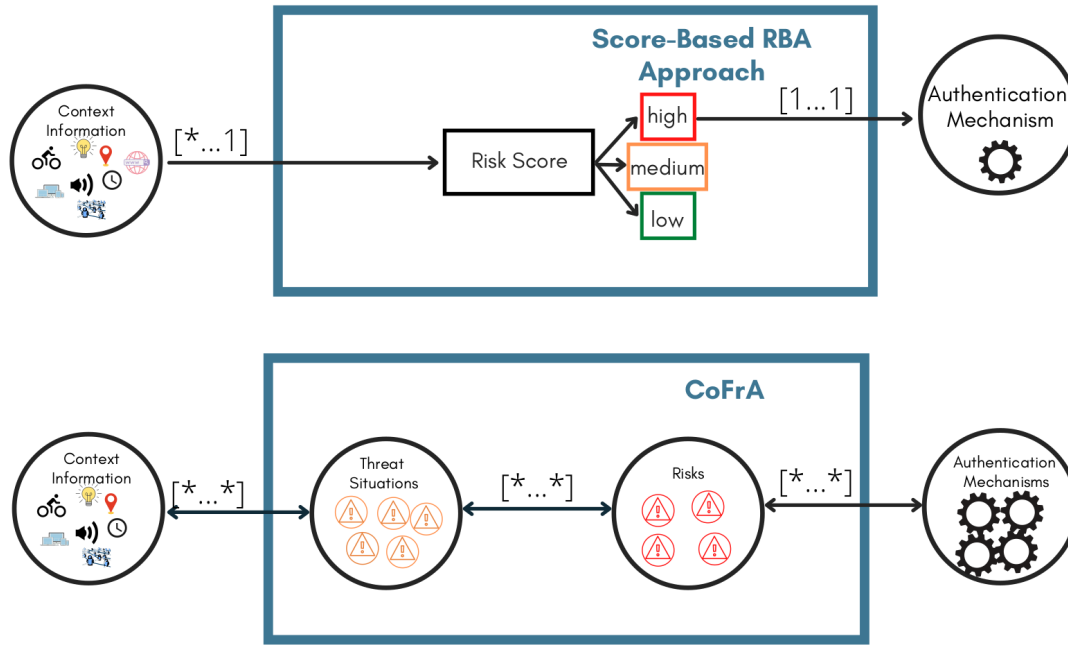 Score-Based RBA
Approach
Context
Information
[*...1]
Risk Score
high
medium
low
[1...1]
Authentication
Mechanism
CoFrA
Context
Information
[*...*]
Threat
Situations
[*...*]
Risks
[*...*]
Authentication
Mechanisms